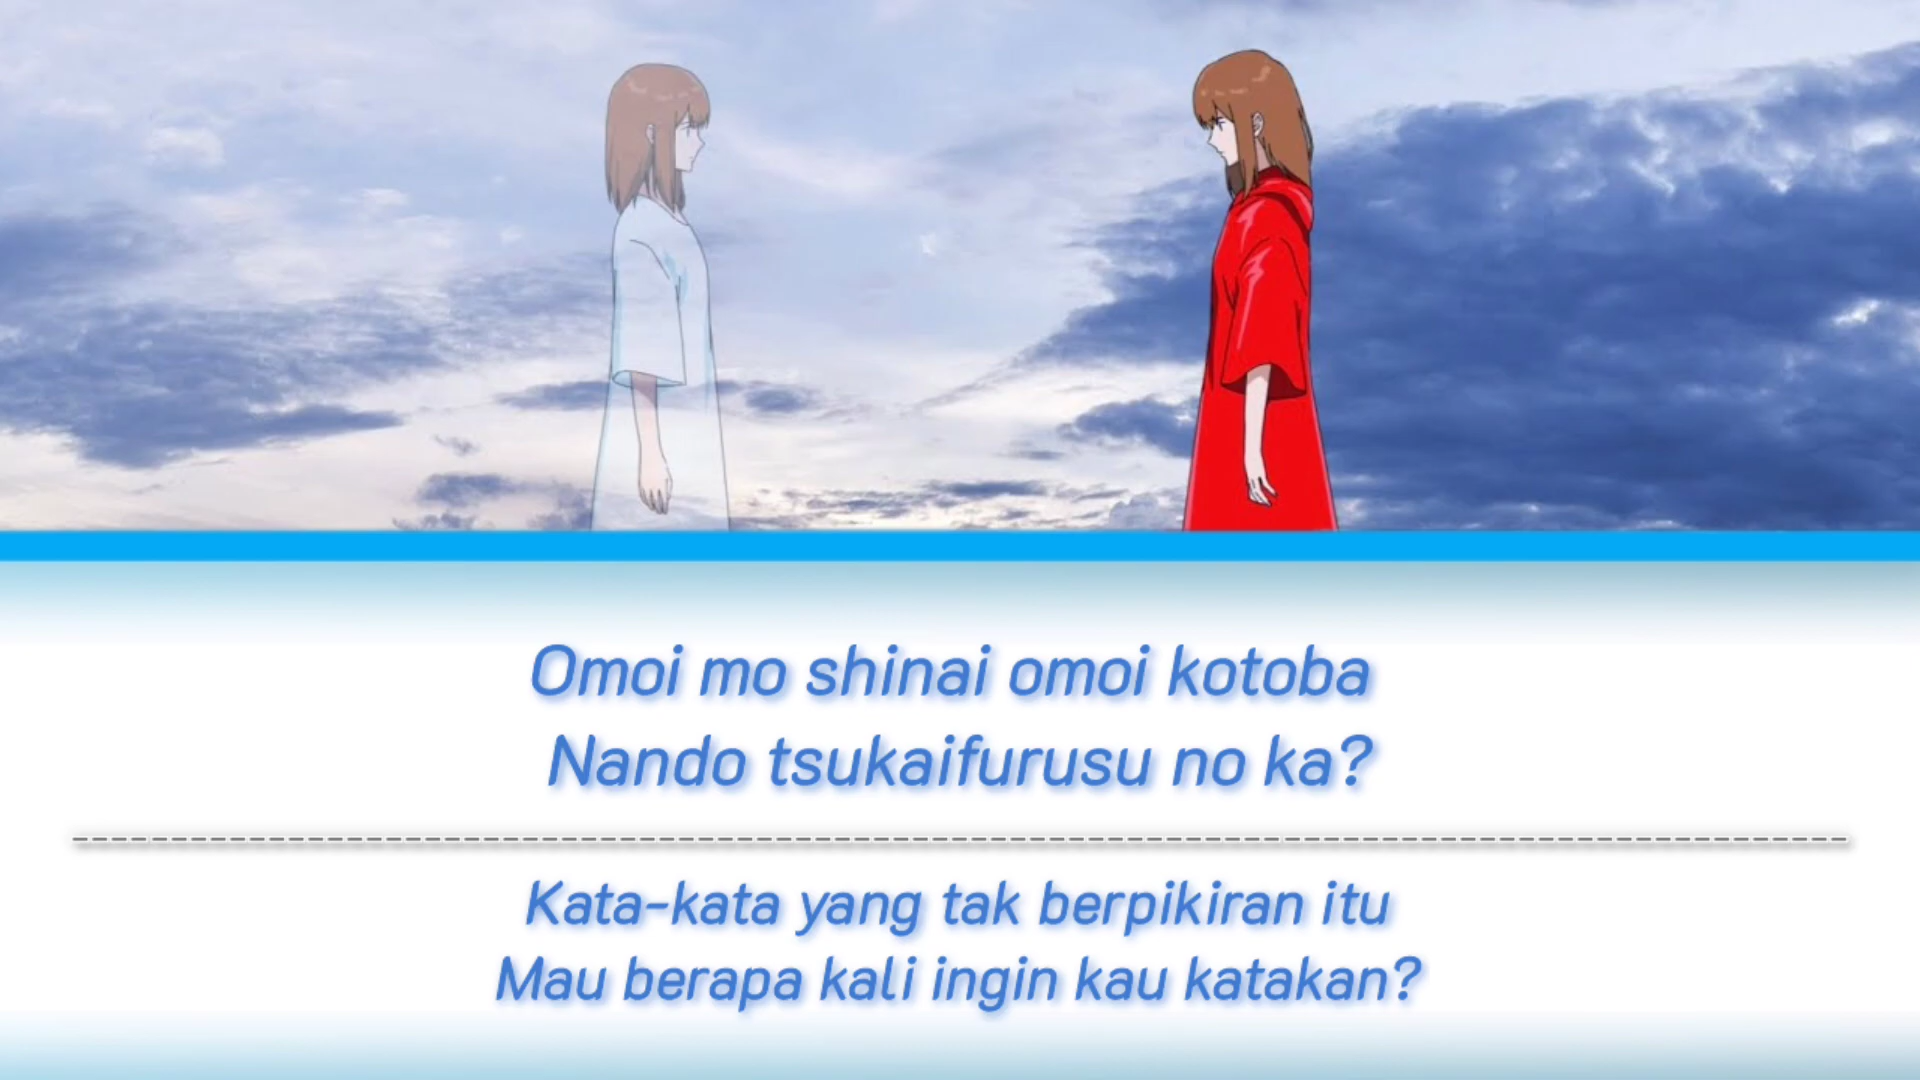 Omoi mo shinai omoi kotoba
Nando tsukaifurusu no ka?
Kata-kata yang tak berpikiran itu
Mau berapa kali ingin kau katakan?